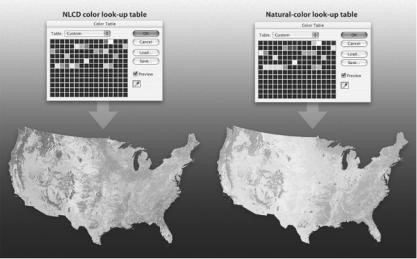 NLCD color look-up table
Color Table
Table: Custom
OK
Cancel
Load...
Save...
Preview
Natural-color look-up table
Color Table
Table: Custom
OK
Cancel
Load...
Save...
Preview